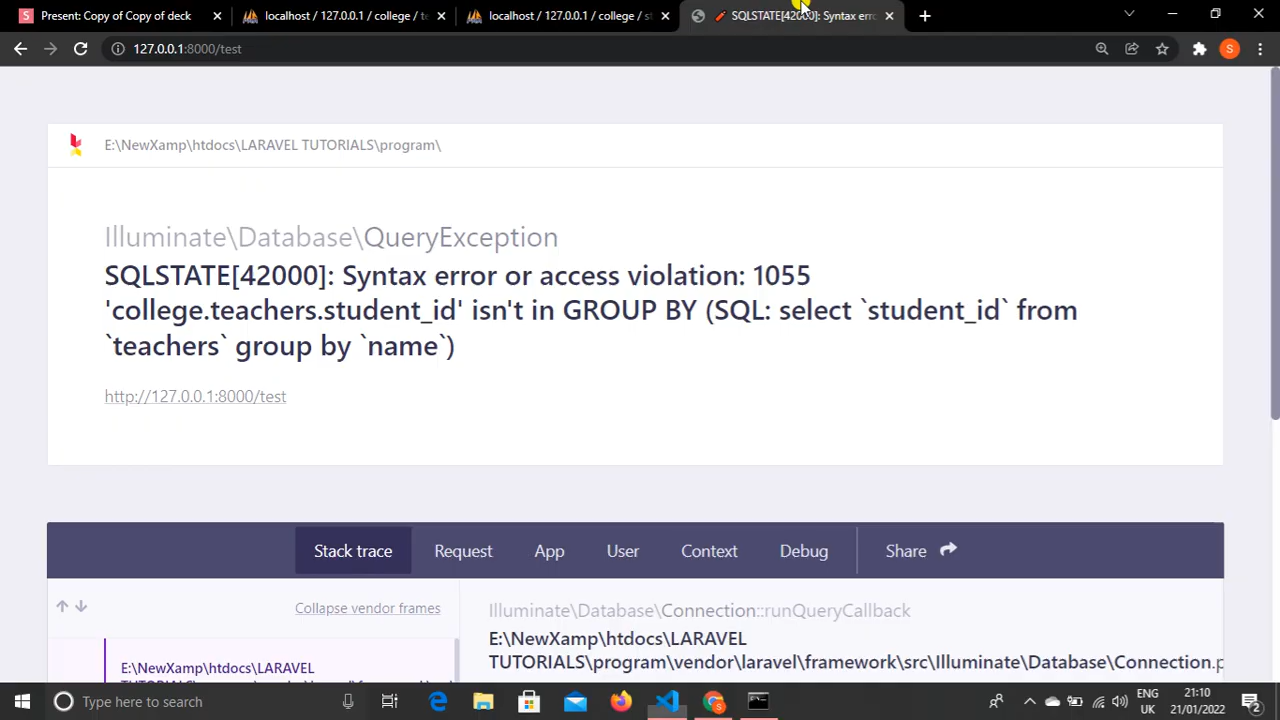 Present: Copy of Copy of deck
localhost / 127.0.0.1 / college / te
localhost / 127.0.0.1 / college / st
SQLSTATE[42000]: Syntax erro
127.0.0.1:8000/test
S
E:\NewXamp\htdocs\LARAVEL TUTORIALS\program\
Illuminate\Database\QueryException
SQLSTATE[42000]: Syntax error or access violation: 1055
'college.teachers.student_id' isn't in GROUP BY (SQL: select `student_id` from
`teachers` group by `name`)
http://127.0.0.1:8000/test
Stack trace
Request
App
User
Context
Debug
Share
Collapse vendor frames
Illuminate\Database\Connection::runQueryCallback
E:\NewXamp\htdocs\LARAVEL
TUTORIALS\program\vendor\laravel\framework\src\Illuminate\Database\Connection.p
E:\NewXamp\htdocs\LARAVEL
Type here to search
ENG
UK
21:10
21/01/2022
2